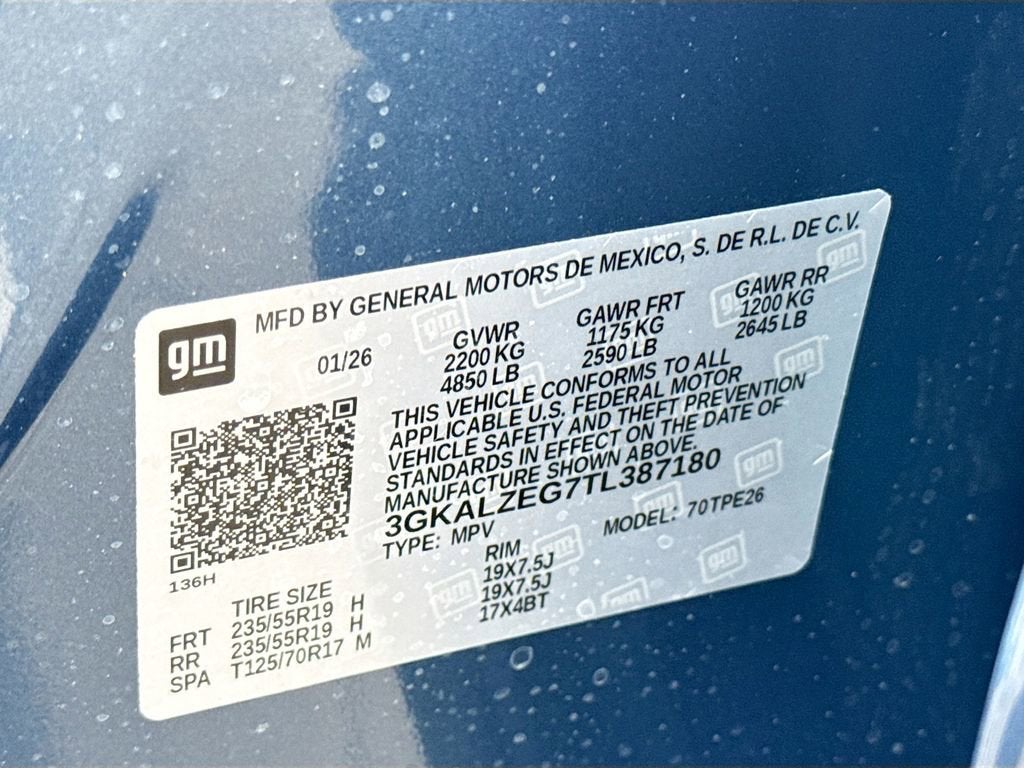 MFD BY GENERAL MOTORS DE MEXICO, S. DE R.L. DE C.V.
gm
01/26
GVWR GAWR FRT GAWR RR
2200 KG 1175 KG 1200 KG
4850 LB 2590 LB 2645 LB
THIS VEHICLE CONFORMS TO ALL
APPLICABLE U.S. FEDERAL MOTOR
VEHICLE SAFETY AND THEFT PREVENTION
STANDARDS IN EFFECT ON THE DATE OF
MANUFACTURE SHOWN ABOVE.
3GKALZEG7TL387180
TYPE: MPV MODEL: 70TPE26
136H
TIRE SIZE RIM
FRT 235/55R19 H 19X7.5J
RR 235/55R19 H 19X7.5J
SPA T125/70R17 M 17X4BT